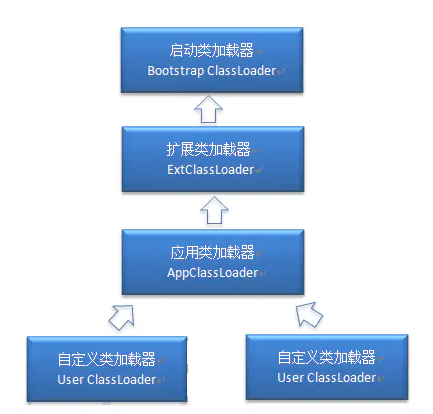 启动类加载器
Bootstrap ClassLoader
扩展类加载器
ExtClassLoader
应用类加载器
AppClassLoader
自定义类加载器
User ClassLoader
自定义类加载器
User ClassLoader